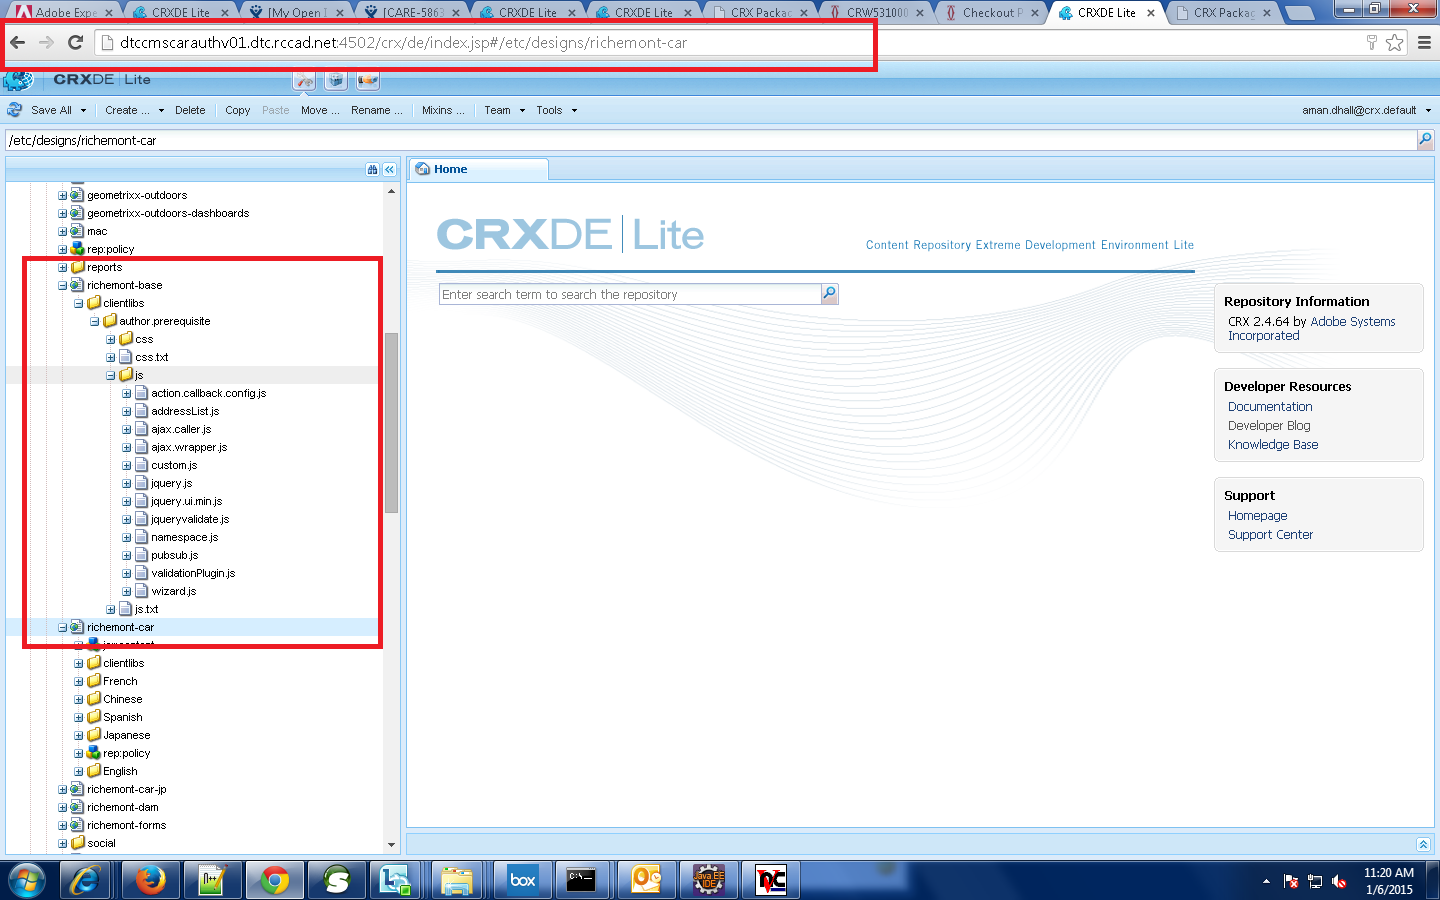 Adobe Expe
CRXDE Lite
[My Open I
[CARE-5863
CRXDE Lite
CRXDE Lite
CRX Packag
CRW531000
Checkout P
CRXDE Lite
CRX Packag
dtccmscarauthv01.dtc.rccad.net:4502/crx/de/index.jsp#/etc/designs/richemont-car
CRXDE | Lite
Save All Create ... Delete Copy Paste Move ... Rename ... Mixins ... Team Tools aman.dhall@crx.default
/etc/designs/richemont-car
Home
geometrixx-outdoors
geometrixx-outdoors-dashboards
mac
rep:policy
reports
richemont-base
clientlibs
author.prerequisite
css
css.txt
js
action.callback.config.js
addressList.js
ajax.caller.js
ajax.wrapper.js
custom.js
jquery.js
jquery.ui.min.js
jqueryvalidate.js
namespace.js
pubsub.js
validationPlugin.js
wizard.js
js.txt
richemont-car
clientlibs
French
Chinese
Spanish
Japanese
rep:policy
English
richemont-car-jp
richemont-dam
richemont-forms
social
CRXDE | Lite
Content Repository Extreme Development Environment Lite
Enter search term to search the repository
Repository Information
CRX 2.4.64 by Adobe Systems
Incorporated
Developer Resources
Documentation
Developer Blog
Knowledge Base
Support
Homepage
Support Center
box
C:\_
Java EE
IDE
11:20 AM
1/6/2015